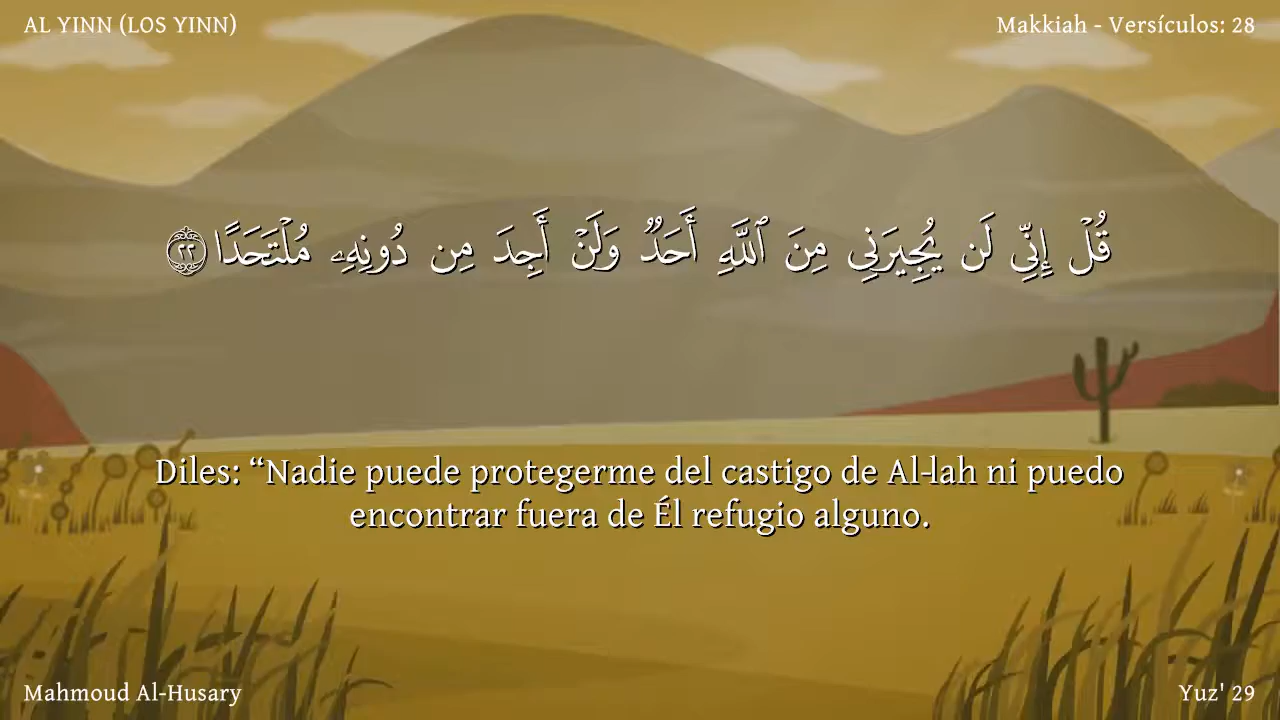 AL YINN (LOS YINN)
Makkiah - Versículos: 28
قُلْ إِنِّى لَن يُجِيرَنِى مِنَ ٱللَّهِ أَحَدٌ وَلَنْ أَجِدَ مِن دُونِهِۦ مُلْتَحَدًا ٢٢
Diles: “Nadie puede protegerme del castigo de Al-lah ni puedo
encontrar fuera de Él refugio alguno.
Mahmoud Al-Husary
Yuz' 29